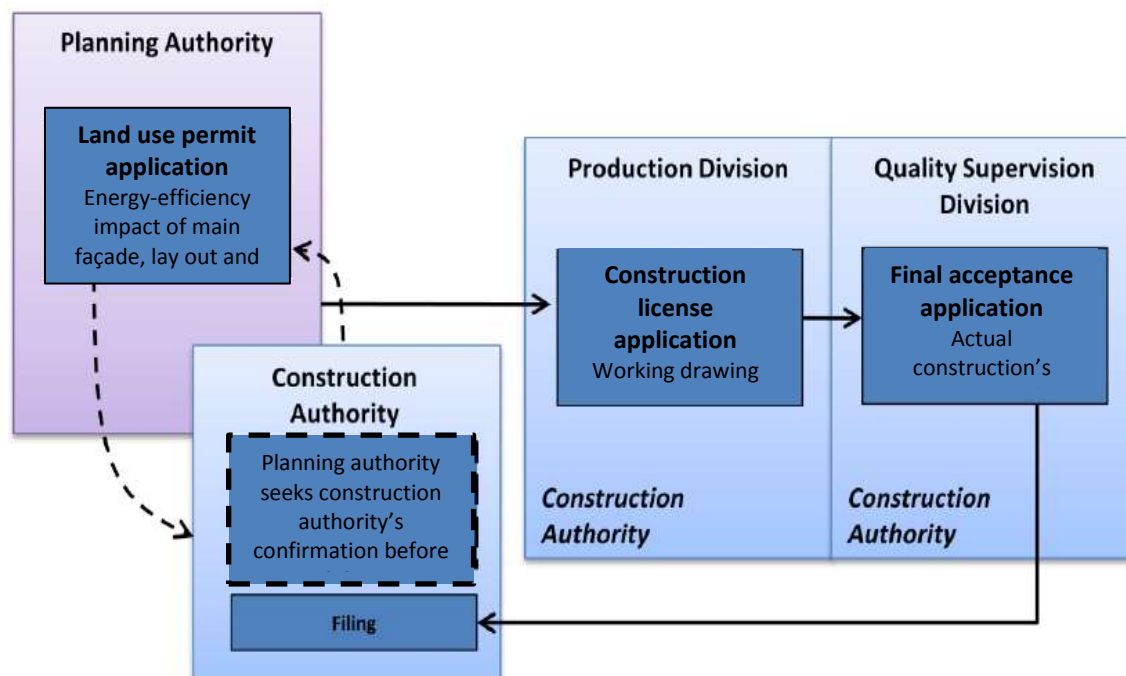 Planning Authority
Land use permit
application
Energy-efficiency
impact of main
façade, lay out and
Construction
Authority
Planning authority
seeks construction
authority's
confirmation before
Filing
Production Division
Construction
license
application
Working drawing
Construction
Authority
Quality Supervision
Division
Final acceptance
application
Actual
construction's
Construction
Authority